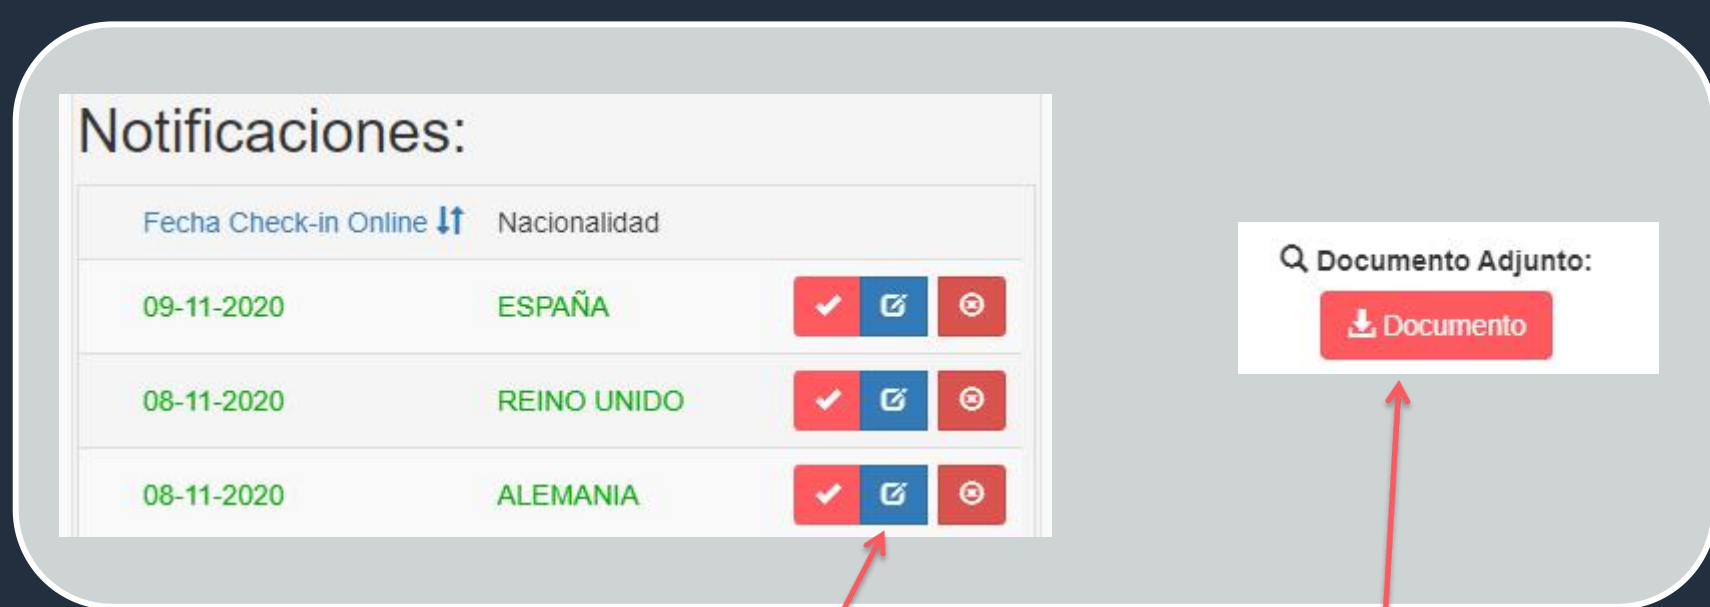 Notificaciones:
Fecha Check-in Online Nacionalidad
09-11-2020 ESPAÑA
08-11-2020 REINO UNIDO
08-11-2020 ALEMANIA
Documento Adjunto:
Documento